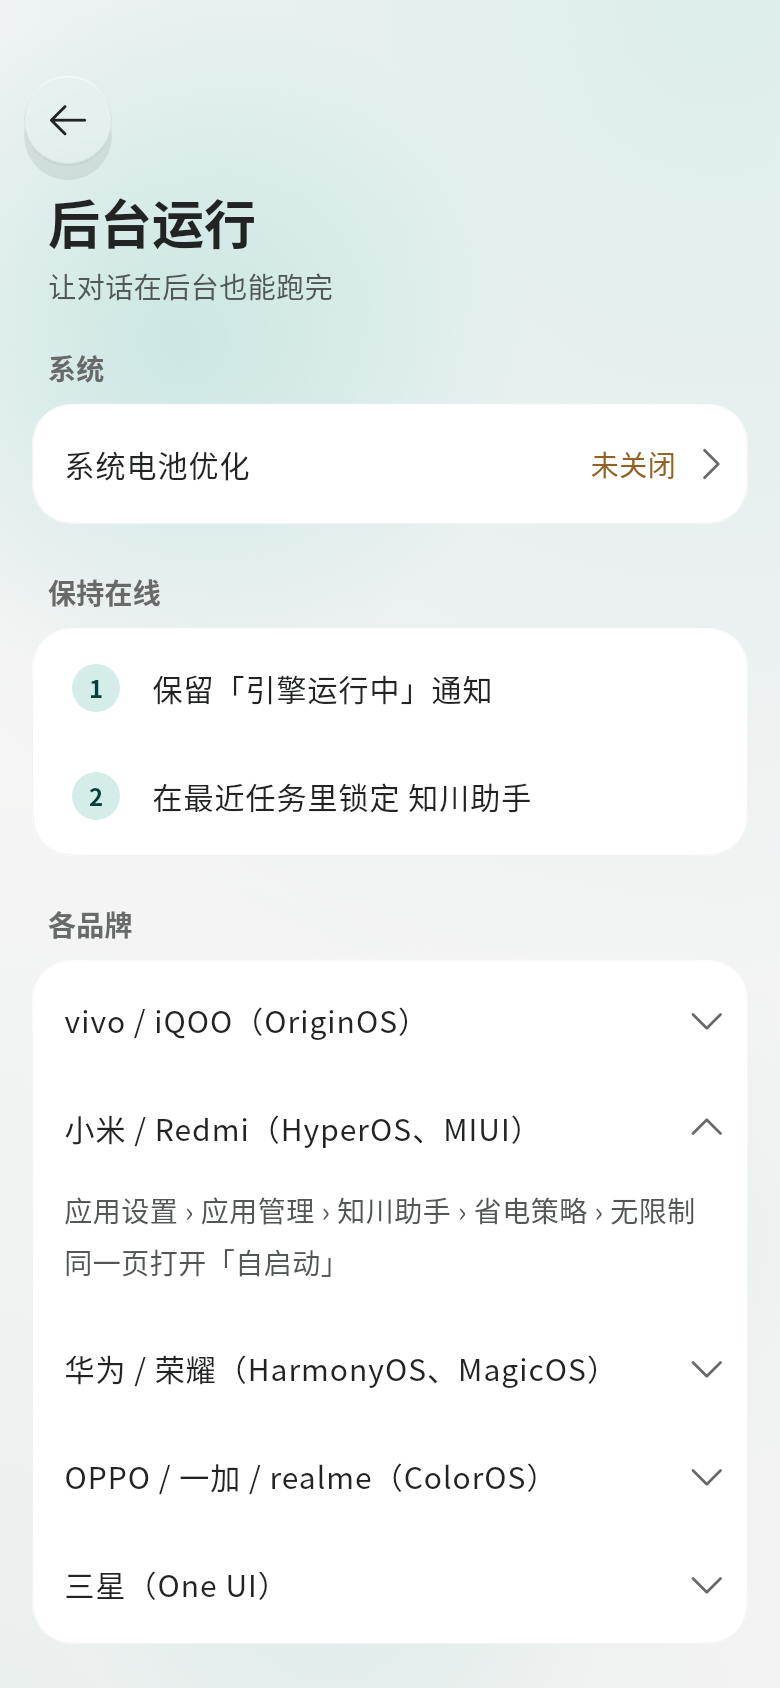 后台运行
让对话在后台也能跑完
系统
系统电池优化 未关闭
保持在线
1 保留「引擎运行中」通知
2 在最近任务里锁定 知川助手
各品牌
vivo / iQOO（OriginOS）
小米 / Redmi（HyperOS、MIUI）
应用设置 › 应用管理 › 知川助手 › 省电策略 › 无限制
同一页打开「自启动」
华为 / 荣耀（HarmonyOS、MagicOS）
OPPO / 一加 / realme（ColorOS）
三星（One UI）